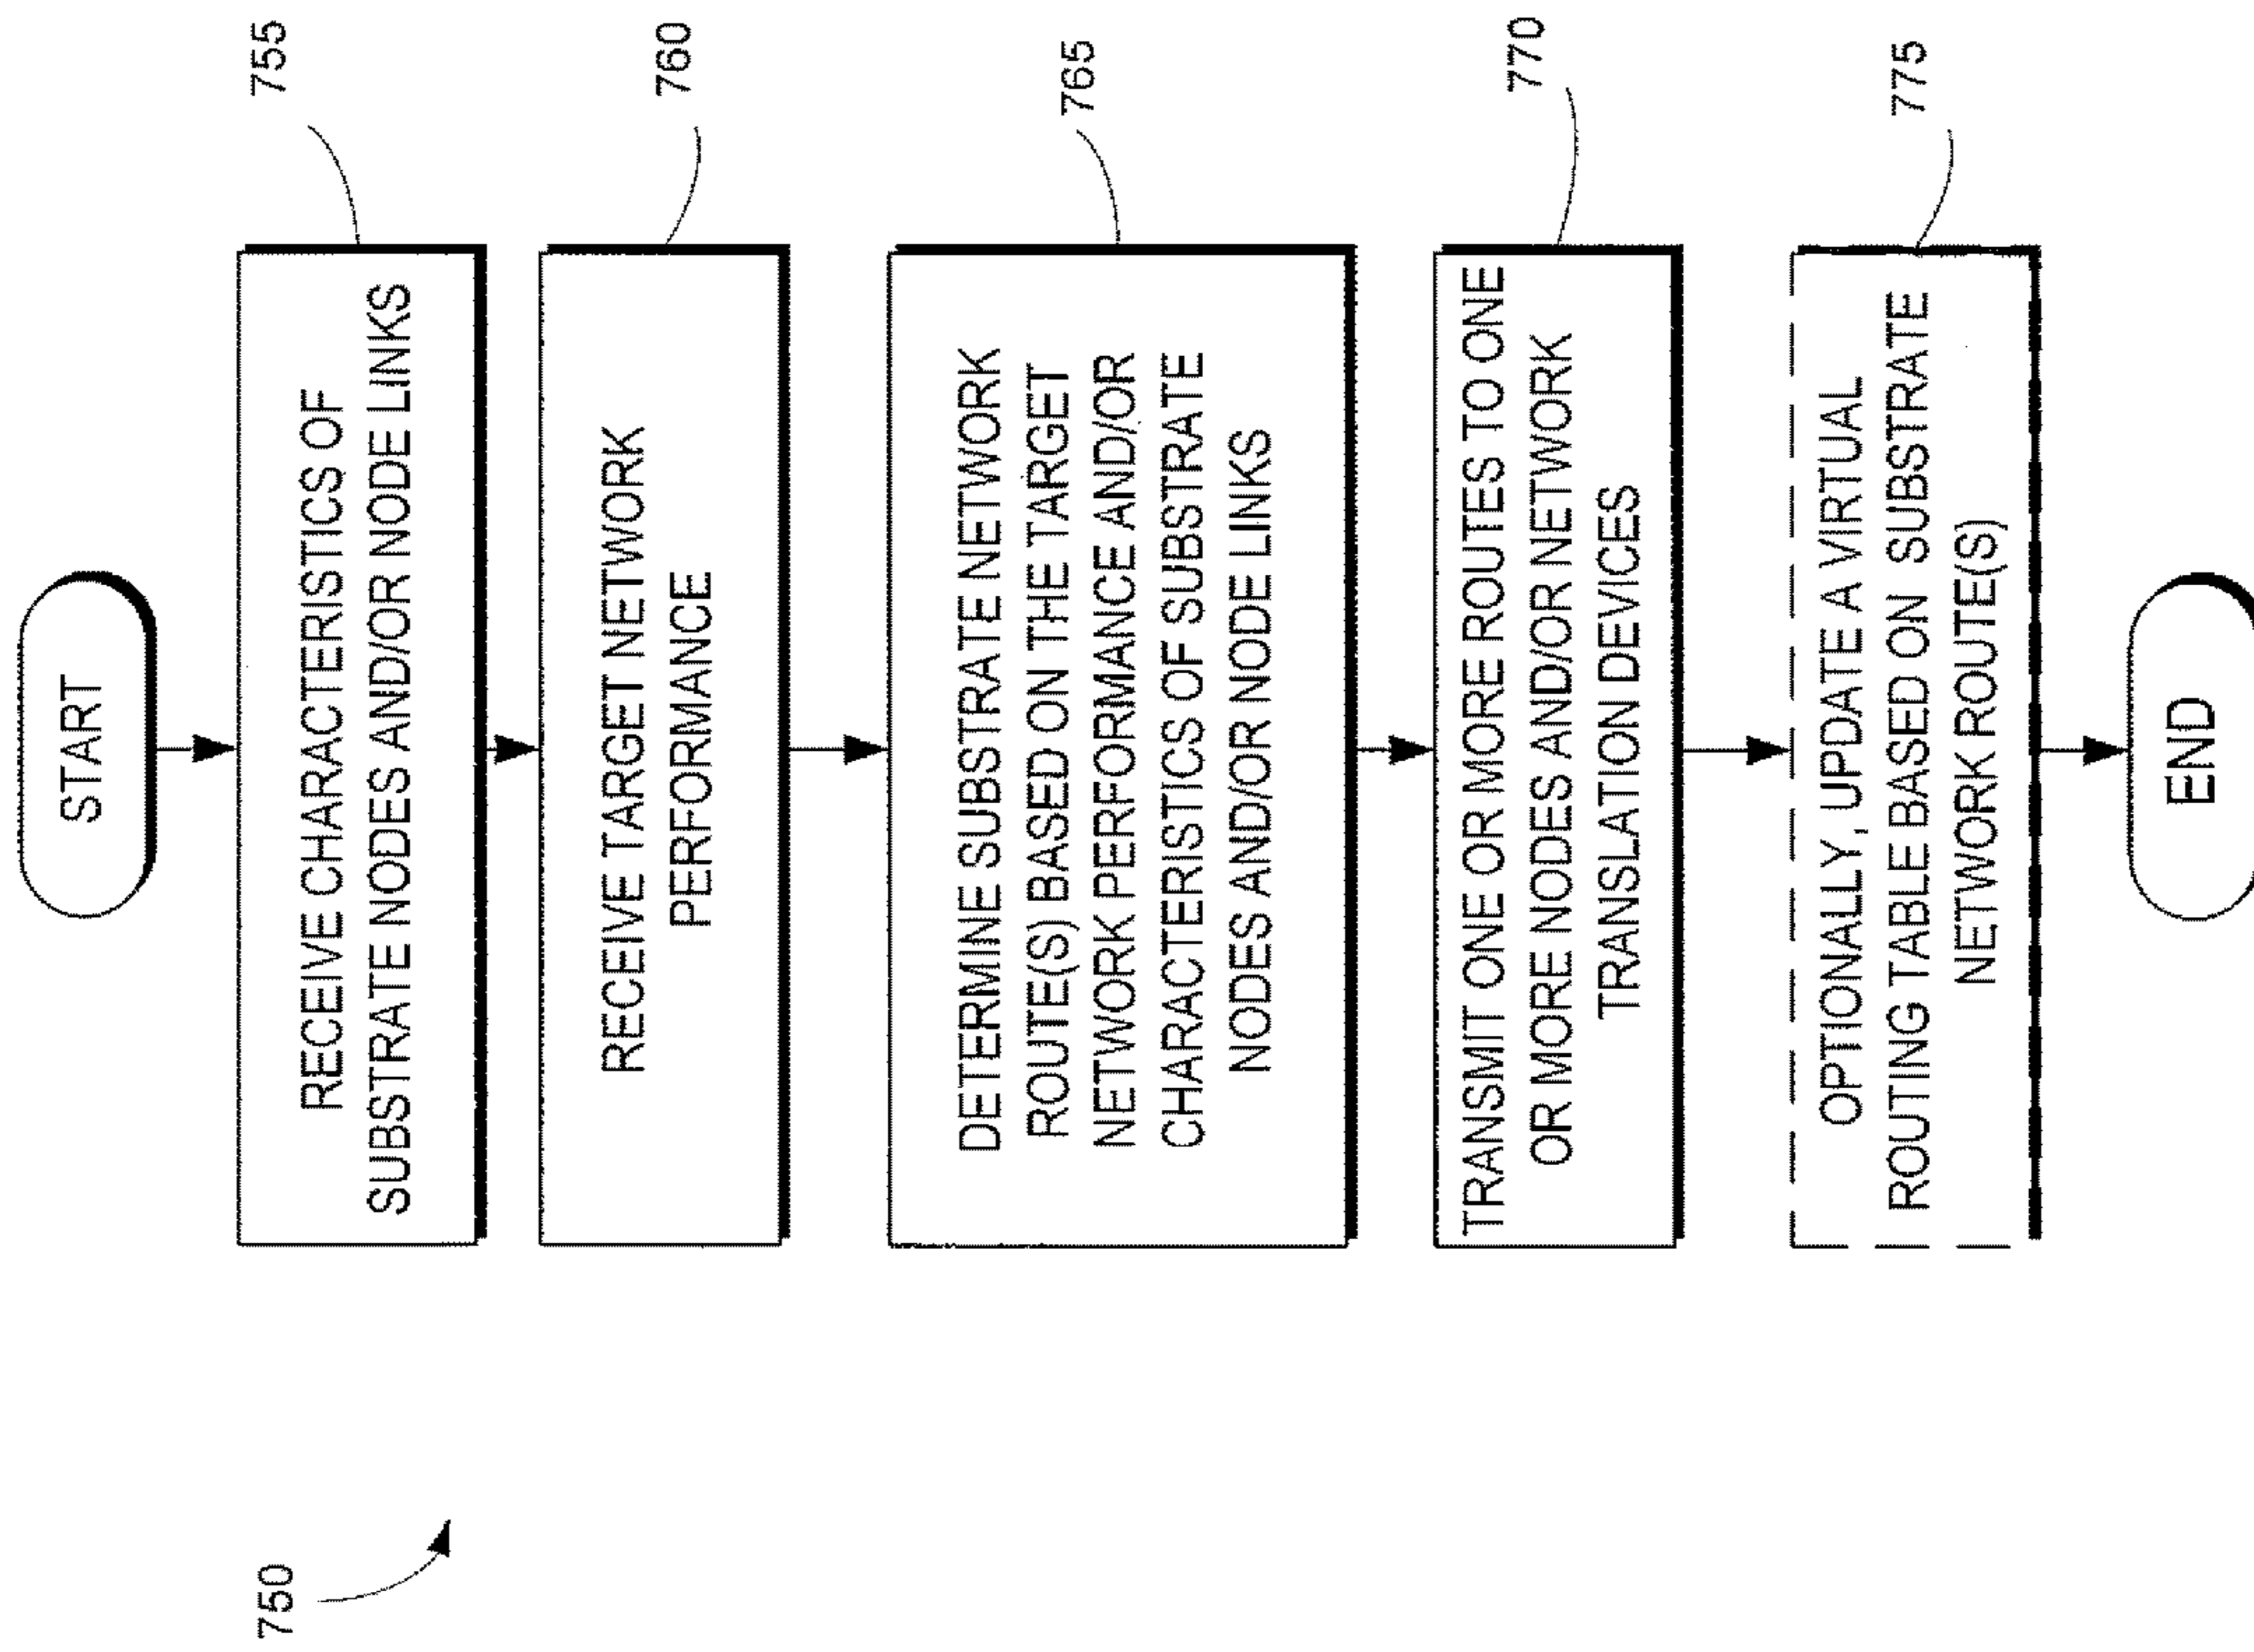 750
START
755
RECEIVE CHARACTERISTICS OF
SUBSTRATE NODES AND/OR NODE LINKS
760
RECEIVE TARGET NETWORK
PERFORMANCE
765
DETERMINE SUBSTRATE NETWORK
ROUTE(S) BASED ON THE TARGET
NETWORK PERFORMANCE AND/OR
CHARACTERISTICS OF SUBSTRATE
NODES AND/OR NODE LINKS
770
TRANSMIT ONE OR MORE ROUTES TO ONE
OR MORE NODES AND/OR NETWORK
TRANSLATION DEVICES
775
OPTIONALLY, UPDATE A VIRTUAL
ROUTING TABLE BASED ON SUBSTRATE
NETWORK ROUTE(S)
END